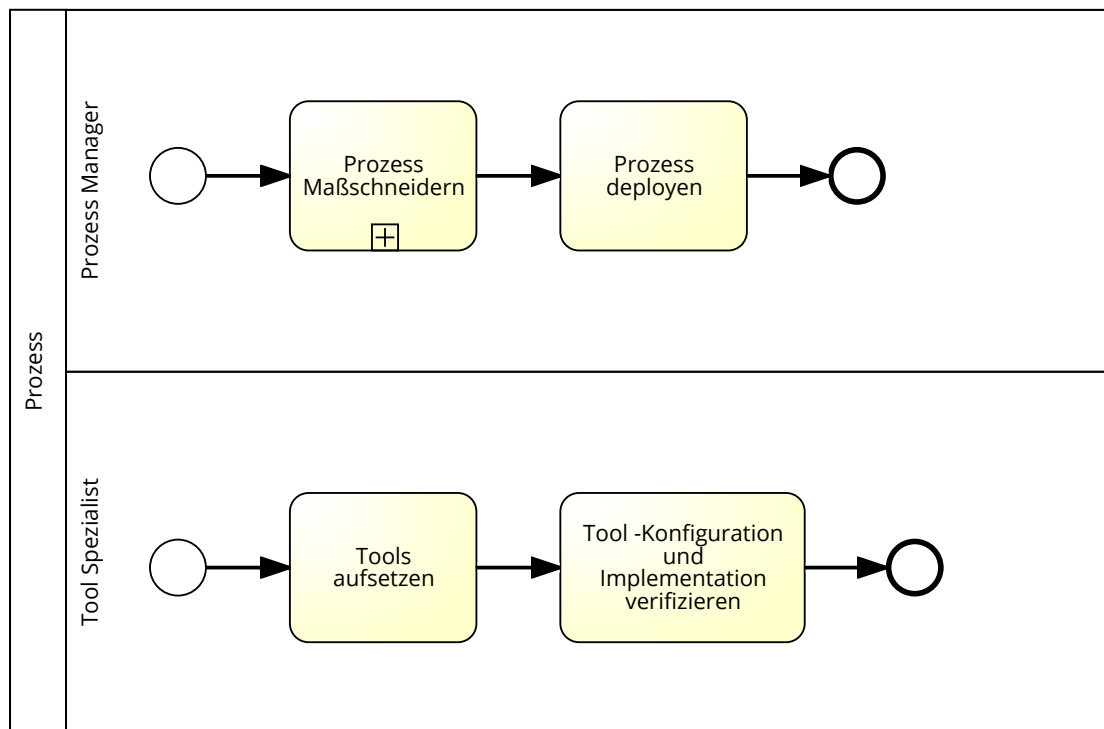 Prozess
Prozess Manager
Prozess
Maßschneidern
Prozess
deployen
Tool Spezialist
Tools
aufsetzen
Tool -Konfiguration
und
Implementation
verifizieren